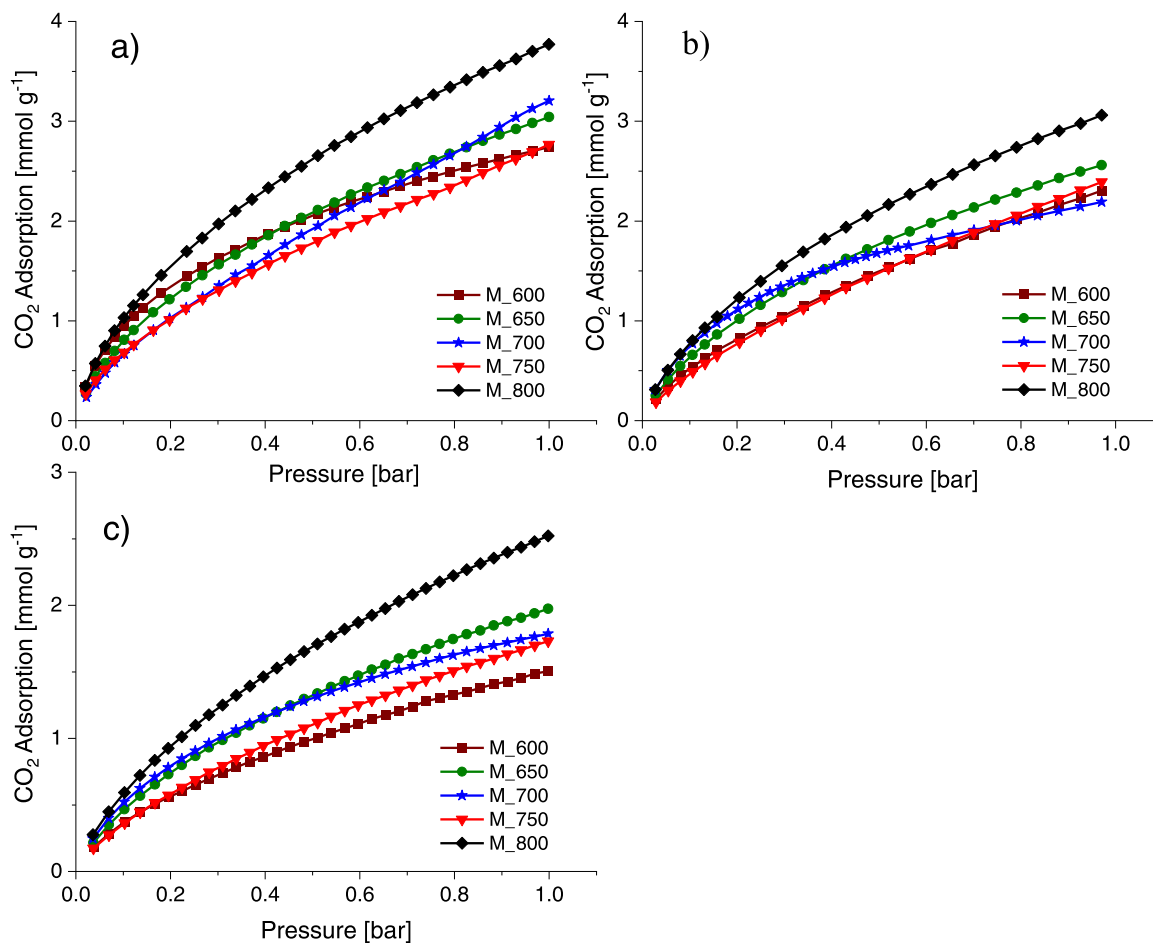 a)
CO₂ Adsorption [mmol g⁻¹]
4
3
2
1
0
M_600
M_650
M_700
M_750
M_800
0.0 0.2 0.4 0.6 0.8 1.0
Pressure [bar]
b)
CO₂ Adsorption [mmol g⁻¹]
4
3
2
1
0
M_600
M_650
M_700
M_750
M_800
0.0 0.2 0.4 0.6 0.8 1.0
Pressure [bar]
c)
CO₂ Adsorption [mmol g⁻¹]
3
2
1
0
M_600
M_650
M_700
M_750
M_800
0.0 0.2 0.4 0.6 0.8 1.0
Pressure [bar]